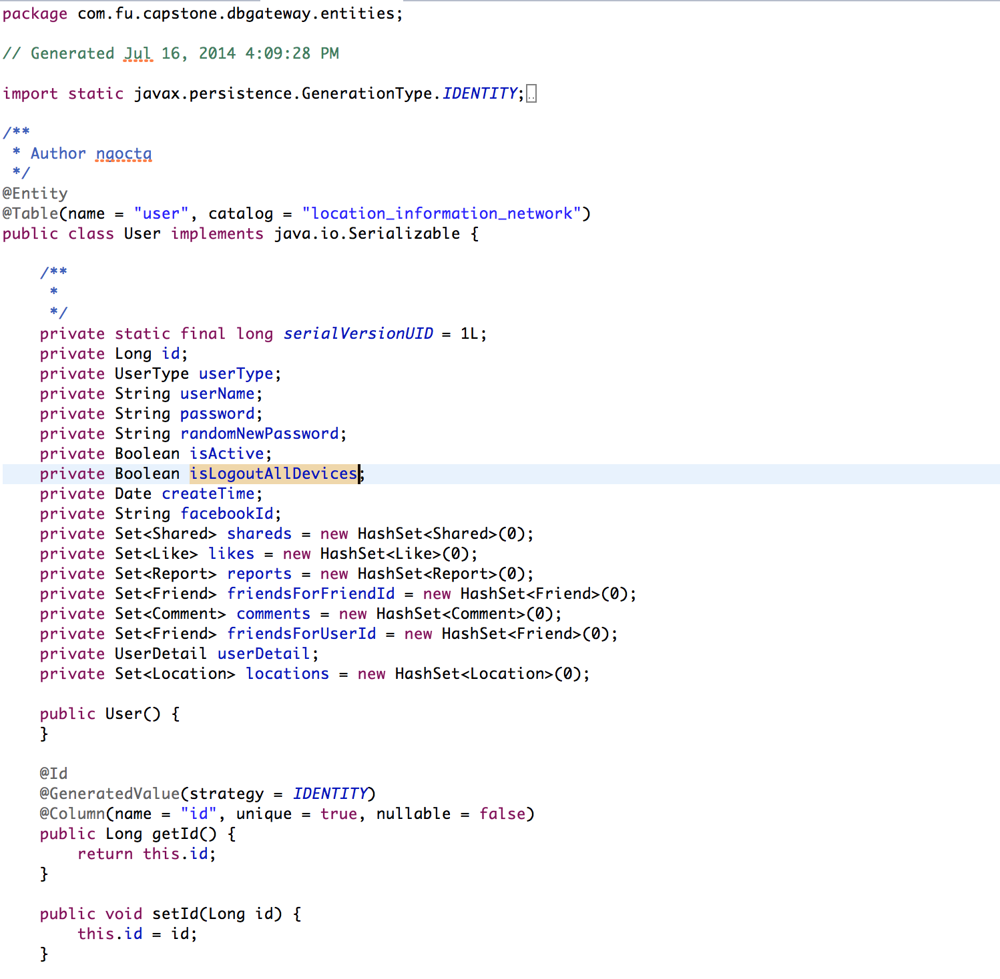 package com.fu.capstone.dbgateway.entities;
// Generated Jul 16, 2014 4:09:28 PM
import static javax.persistence.GenerationType.IDENTITY;
/**
 * Author ngoctq
 */
@Entity
@Table(name = "user", catalog = "location_information_network")
public class User implements java.io.Serializable {
    /**
     *
     */
    private static final long serialVersionUID = 1L;
    private Long id;
    private UserType userType;
    private String userName;
    private String password;
    private String randomNewPassword;
    private Boolean isActive;
    private Boolean isLogoutAllDevices;
    private Date createTime;
    private String facebookId;
    private Set<Shared> shareds = new HashSet<Shared>(0);
    private Set<Like> likes = new HashSet<Like>(0);
    private Set<Report> reports = new HashSet<Report>(0);
    private Set<Friend> friendsForFriendId = new HashSet<Friend>(0);
    private Set<Comment> comments = new HashSet<Comment>(0);
    private Set<Friend> friendsForUserId = new HashSet<Friend>(0);
    private UserDetail userDetail;
    private Set<Location> locations = new HashSet<Location>(0);
    public User() {
    }
    @Id
    @GeneratedValue(strategy = IDENTITY)
    @Column(name = "id", unique = true, nullable = false)
    public Long getId() {
        return this.id;
    }
    public void setId(Long id) {
        this.id = id;
    }